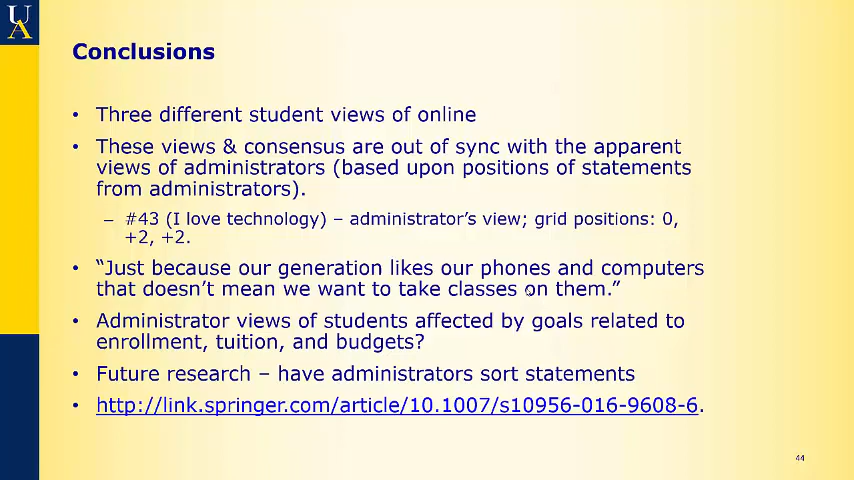 UA
Conclusions
• Three different student views of online
• These views & consensus are out of sync with the apparent
views of administrators (based upon positions of statements
from administrators).
– #43 (I love technology) – administrator’s view; grid positions: 0,
+2, +2.
• “Just because our generation likes our phones and computers
that doesn’t mean we want to take classes on them.”
• Administrator views of students affected by goals related to
enrollment, tuition, and budgets?
• Future research – have administrators sort statements
• http://link.springer.com/article/10.1007/s10956-016-9608-6.
44